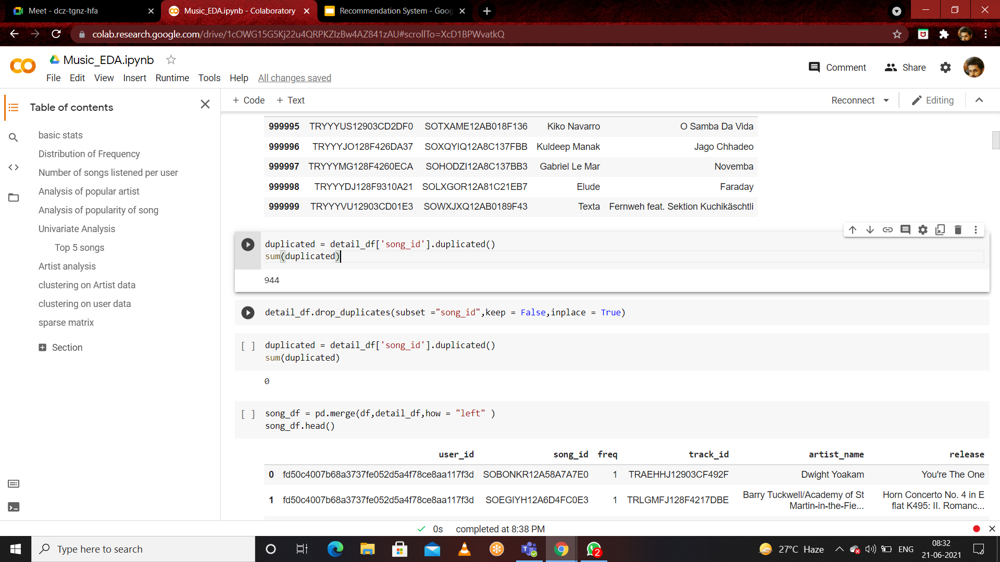 Meet - dcz-tgnz-hfa
Music_EDA.ipynb - Colaboratory
Recommendation System - Goog
colab.research.google.com/drive/1cOWG15G5Kj22u4QRPKZIzBw4AZ841zAU#scrollTo=XcD1BPWvatkQ
Music_EDA.ipynb
Comment
Share
File Edit View Insert Runtime Tools Help All changes saved
Table of contents
+ Code + Text
Reconnect
Editing
basic stats
Distribution of Frequency
Number of songs listened per user
Analysis of popular artist
Analysis of popularity of song
Univariate Analysis
Top 5 songs
Artist analysis
clustering on Artist data
clustering on user data
sparse matrix
Section
999995 TRYYYUS12903CD2DF0 SOTXAME12AB018F136 Kiko Navarro O Samba Da Vida
999996 TRYYYJO128F426DA37 SOXQYIQ12A8C137FBB Kuldeep Manak Jago Chhadeo
999997 TRYYYMG128F4260ECA SOHODZI12A8C137BB3 Gabriel Le Mar Novemba
999998 TRYYYDJ128F9310A21 SOLXGOR12A81C21EB7 Elude Faraday
999999 TRYYYVU12903CD01E3 SOWXJXQ12AB0189F43 Texta Fernweh feat. Sektion Kuchikäschtli
duplicated = detail_df['song_id'].duplicated()
sum(duplicated)
944
detail_df.drop_duplicates(subset ="song_id",keep = False,inplace = True)
[ ] duplicated = detail_df['song_id'].duplicated()
sum(duplicated)
0
[ ] song_df = pd.merge(df,detail_df,how = "left" )
song_df.head()
user_id song_id freq track_id artist_name release
0 fd50c4007b68a3737fe052d5a4f78ce8aa117f3d SOBONKR12A58A7A7E0 1 TRAEHHJ12903CF492F Dwight Yoakam You're The One
1 fd50c4007b68a3737fe052d5a4f78ce8aa117f3d SOEGIYH12A6D4FC0E3 1 TRLGMFJ128F4217DBE Barry Tuckwell/Academy of St Martin-in-the-Fie... Horn Concerto No. 4 in E flat K495: II. Romanc...
0s completed at 8:38 PM
Type here to search
2
27°C Haze
ENG
08:32
21-06-2021